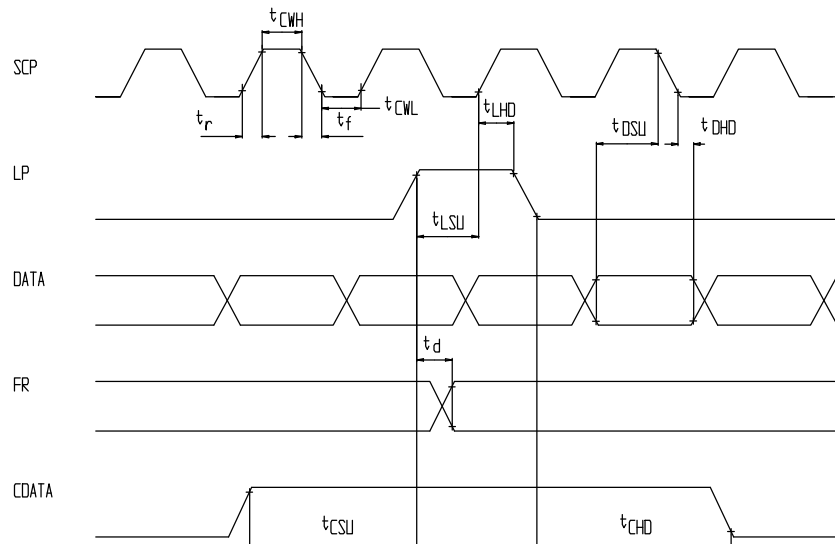 tCWH
SCP
tr
tf
tCWL
tLHD
tDSU
tDHD
LP
tLSU
DATA
td
FR
CDATA
tCSU
tCHD